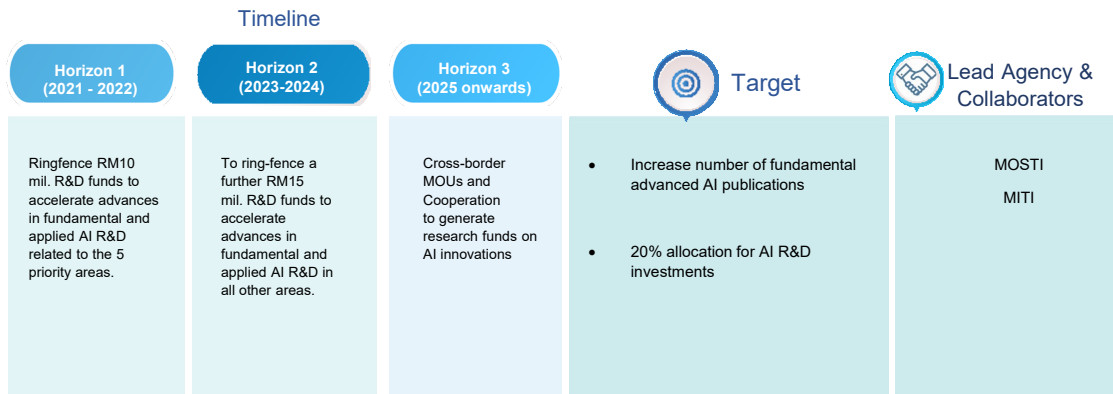 Timeline
Horizon 1
(2021 - 2022)
Horizon 2
(2023-2024)
Horizon 3
(2025 onwards)
Target
Lead Agency &
Collaborators
Ringfence RM10
mil. R&D funds to
accelerate advances
in fundamental and
applied AI R&D
related to the 5
priority areas.
To ring-fence a
further RM15
mil. R&D funds to
accelerate
advances in
fundamental and
applied AI R&D in
all other areas.
Cross-border
MOUs and
Cooperation
to generate
research funds on
AI innovations
• Increase number of fundamental
advanced AI publications
• 20% allocation for AI R&D
investments
MOSTI
MITI